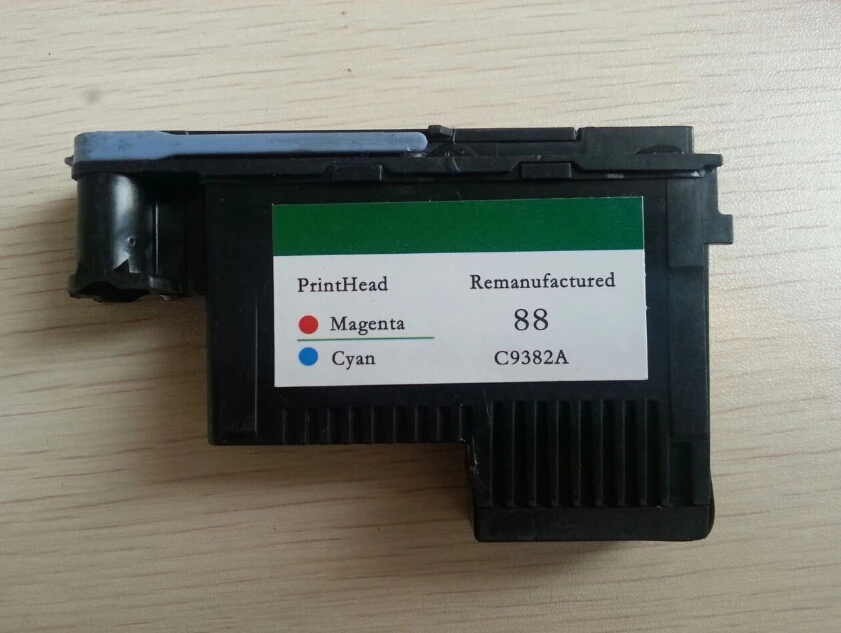 PrintHead Remanufactured
Magenta 88
Cyan C9382A